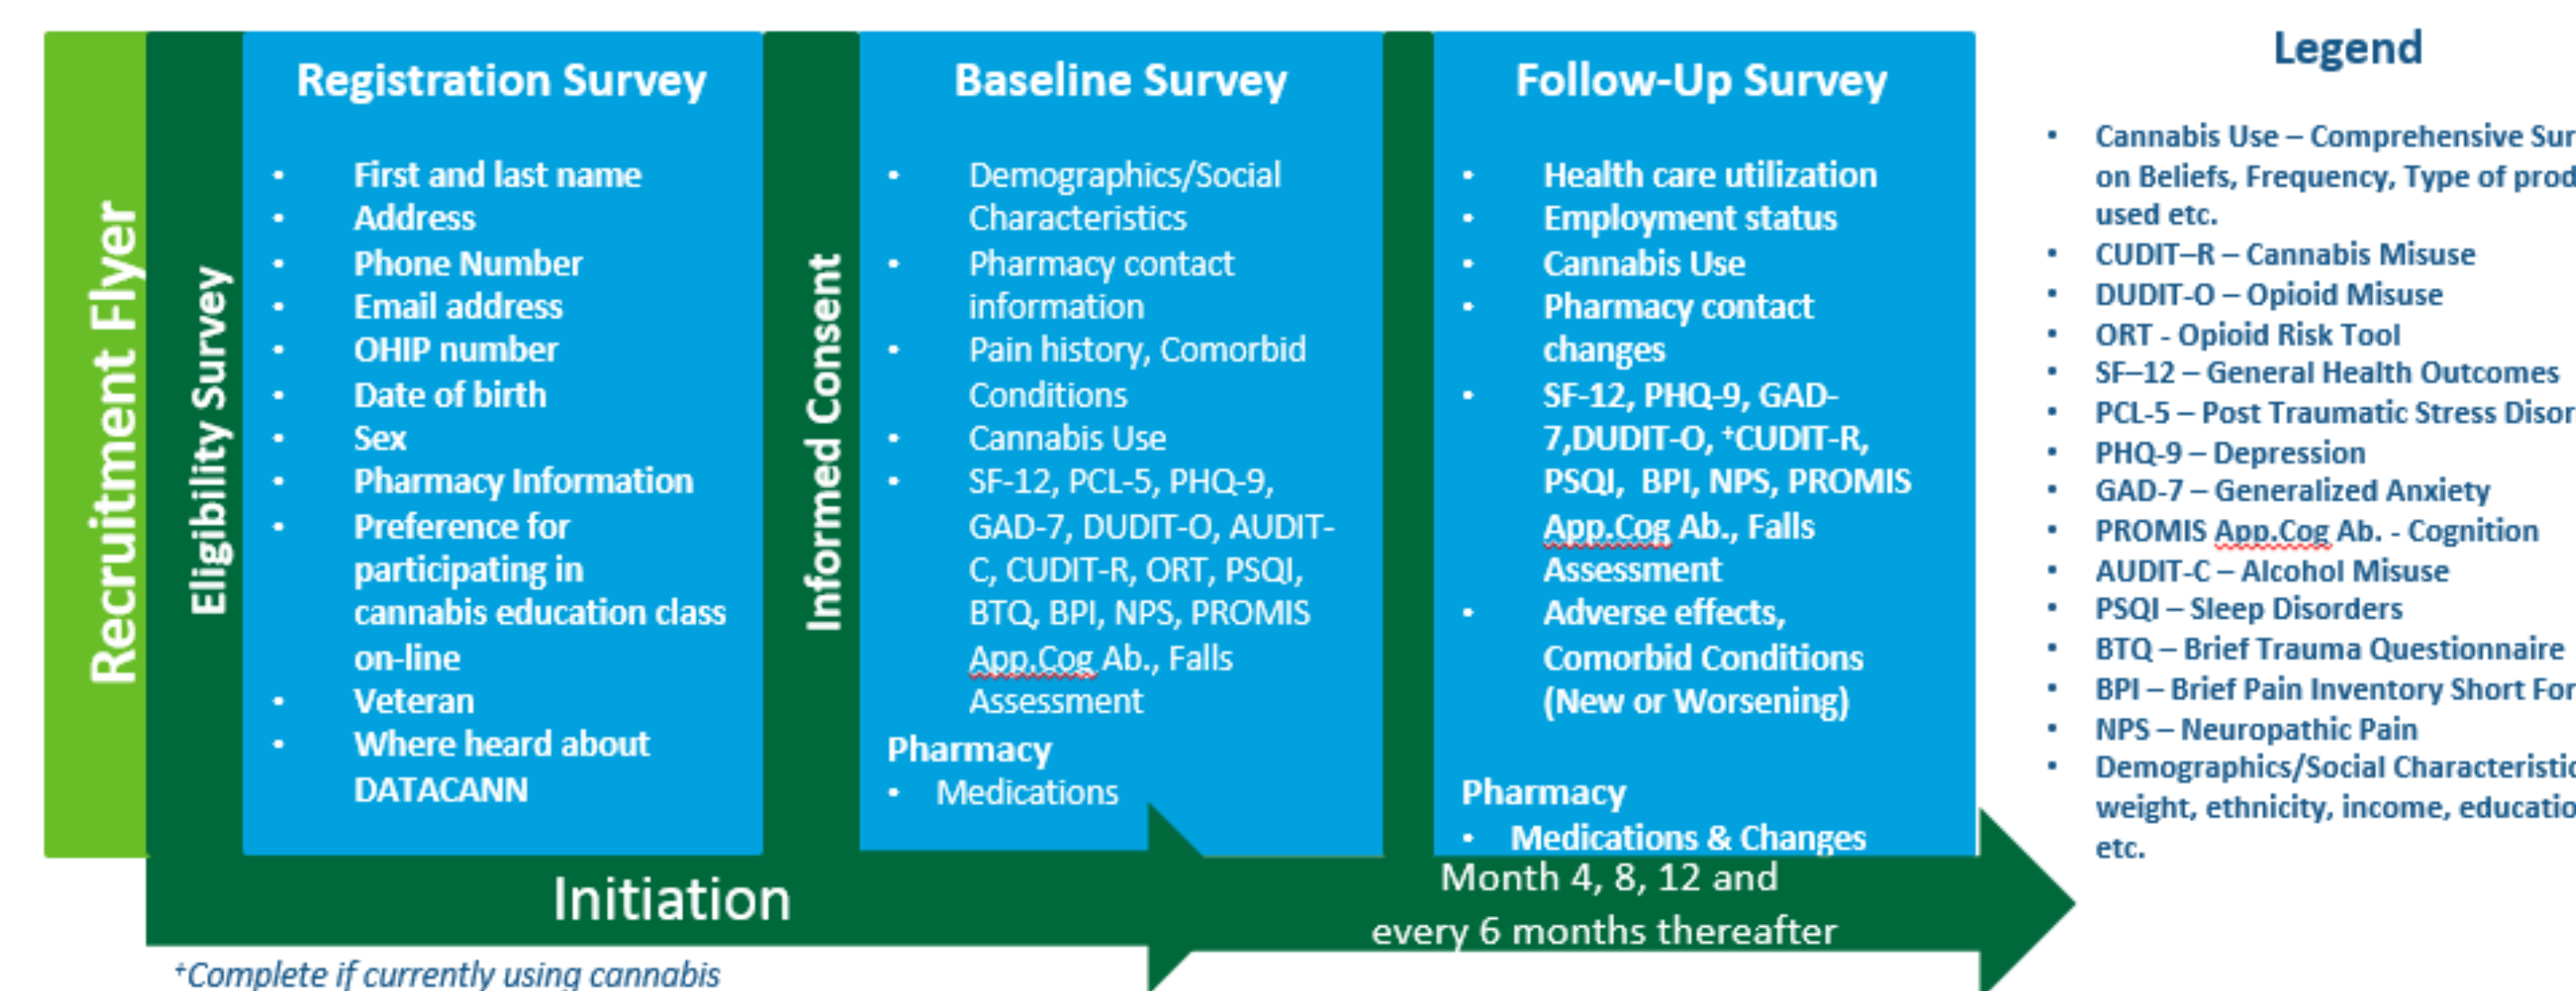 Recruitment Flyer
Eligibility Survey
Registration Survey
• First and last name
• Address
• Phone Number
• Email address
• OHIP number
• Date of birth
• Sex
• Pharmacy Information
• Preference for
participating in
cannabis education class
on-line
• Veteran
• Where heard about
DATACANN
Informed Consent
Baseline Survey
• Demographics/Social
Characteristics
• Pharmacy contact
information
• Pain history, Comorbid
Conditions
• Cannabis Use
• SF-12, PCL-5, PHQ-9,
GAD-7, DUDIT-O, AUDIT-
C, CUDIT-R, ORT, PSQI,
BTQ, BPI, NPS, PROMIS
App.Cog Ab., Falls
Assessment
Pharmacy
• Medications
Follow-Up Survey
• Health care utilization
• Employment status
• Cannabis Use
• Pharmacy contact
changes
• SF-12, PHQ-9, GAD-
7,DUDIT-O, +CUDIT-R,
PSQI, BPI, NPS, PROMIS
App.Cog Ab., Falls
Assessment
• Adverse effects,
Comorbid Conditions
(New or Worsening)
Pharmacy
• Medications & Changes
Initiation
Month 4, 8, 12 and
every 6 months thereafter
+Complete if currently using cannabis
Legend
• Cannabis Use – Comprehensive Sur
on Beliefs, Frequency, Type of prod
used etc.
• CUDIT–R – Cannabis Misuse
• DUDIT-O – Opioid Misuse
• ORT - Opioid Risk Tool
• SF–12 – General Health Outcomes
• PCL-5 – Post Traumatic Stress Disor
• PHQ-9 – Depression
• GAD-7 – Generalized Anxiety
• PROMIS App.Cog Ab. - Cognition
• AUDIT-C – Alcohol Misuse
• PSQI – Sleep Disorders
• BTQ – Brief Trauma Questionnaire
• BPI – Brief Pain Inventory Short For
• NPS – Neuropathic Pain
• Demographics/Social Characteristic
weight, ethnicity, income, educatio
etc.